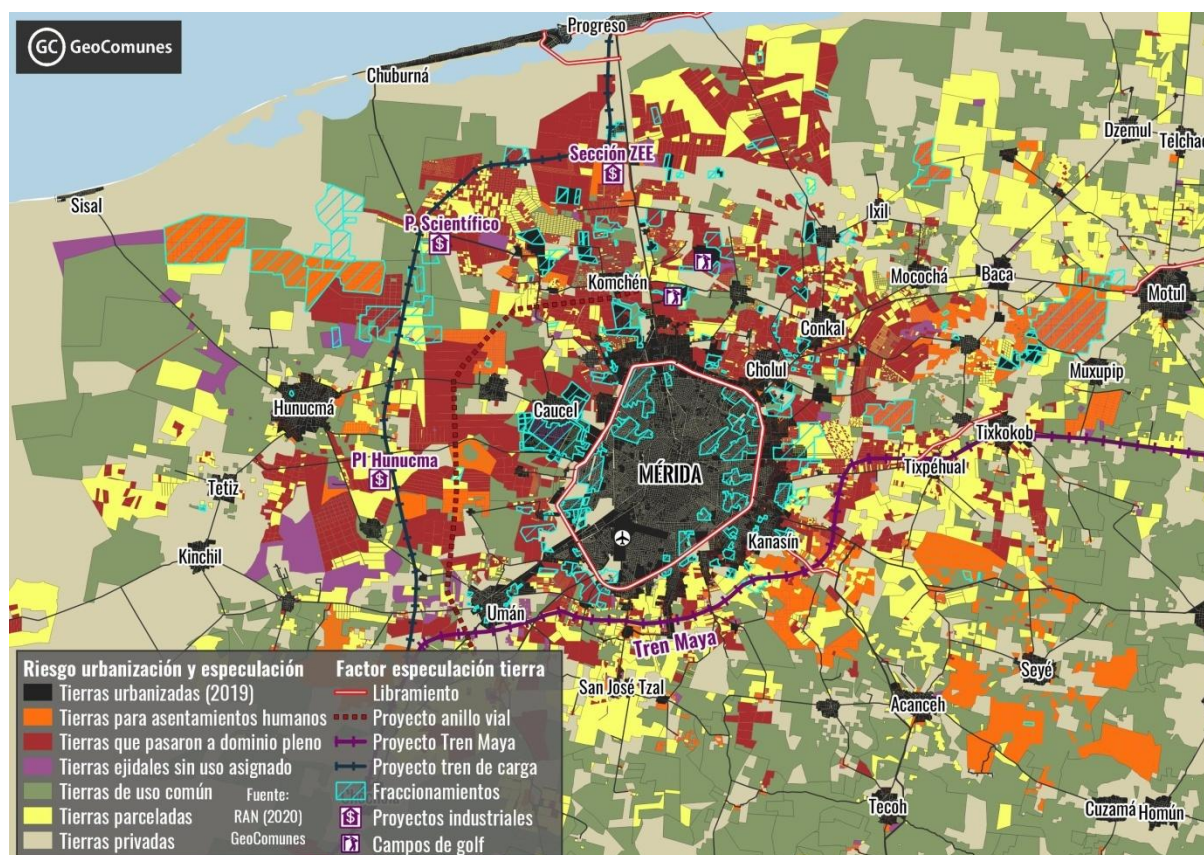 GC GeoComunes
Progreso
Chuburná
Dzemul
Telchac
Sección ZEE
Sisal
Ixil
P. Scientífico
Komchén
Mocochá
Baca
Motul
Conkal
Cholul
Muxupip
Hunucmá
Caucel
Tixkokob
MÉRIDA
Tixpéhual
PI Hunucma
Tetiz
Kanasín
Kinchil
Umán
Tren Maya
Seyé
San José Tzal
Acanceh
Tecoh
Cuzamá
Homún
Riesgo urbanización y especulación
Tierras urbanizadas (2019)
Tierras para asentamientos humanos
Tierras que pasaron a dominio pleno
Tierras ejidales sin uso asignado
Tierras de uso común
Tierras parceladas
Tierras privadas
Fuente:
RAN (2020)
GeoComunes
Factor especulación tierra
Libramiento
Proyecto anillo vial
Proyecto Tren Maya
Proyecto tren de carga
Fraccionamientos
Proyectos industriales
Campos de golf